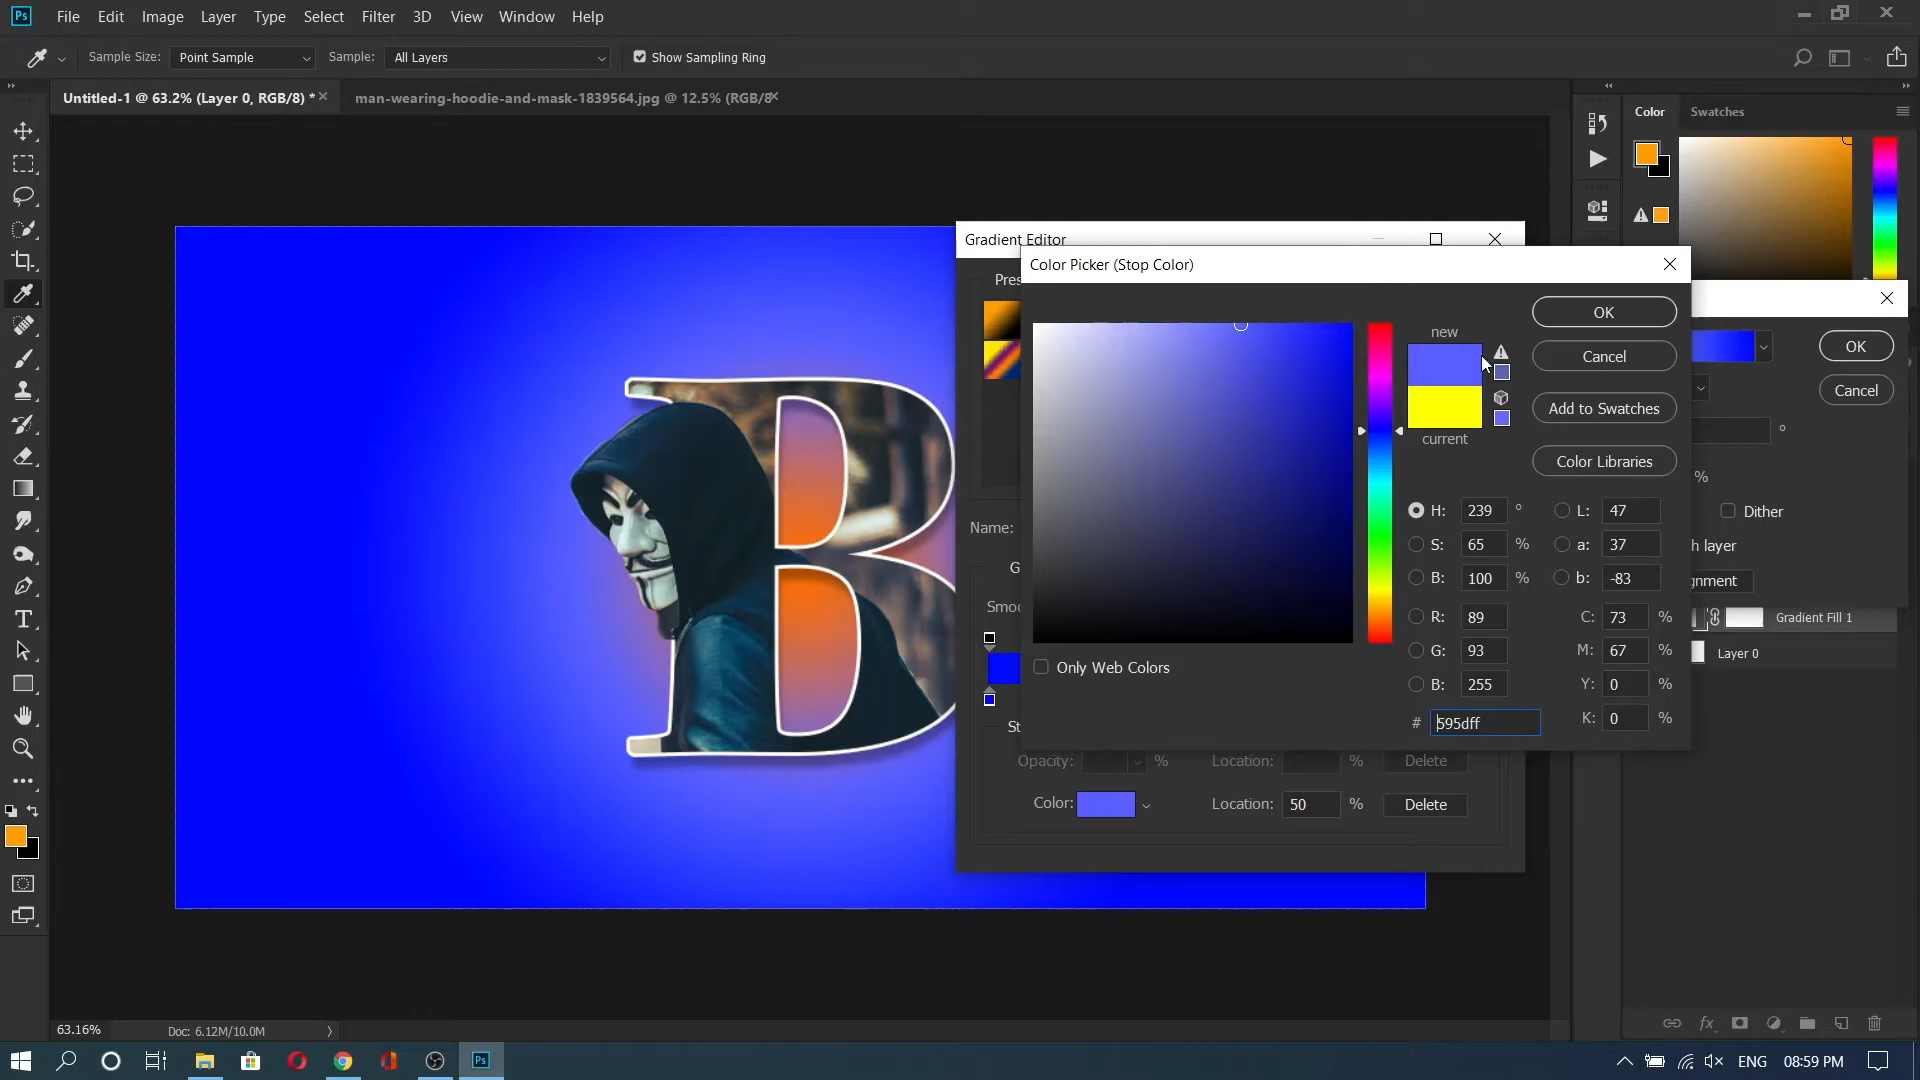 Ps File Edit Image Layer Type Select Filter 3D View Window Help
Sample Size: Point Sample Sample: All Layers Show Sampling Ring
Untitled-1 @ 63.2% (Layer 0, RGB/8) * man-wearing-hoodie-and-mask-1839564.jpg @ 12.5% (RGB/8
Color Swatches
Gradient Editor
Color Picker (Stop Color)
Pres
new
OK
Cancel
OK
Cancel
Add to Swatches
current
Color Libraries
%
H: 239 ° L: 47
Dither
Name:
S: 65 % a: 37
h layer
G
B: 100 % b: -83
gnment
Smoo
R: 89 C: 73 %
Gradient Fill 1
G: 93 M: 67 %
Layer 0
Only Web Colors
B: 255 Y: 0 %
St
# 595dff K: 0 %
Opacity: % Location: % Delete
Color: Location: 50 % Delete
B
63.16% Doc: 6.12M/10.0M
fx
Ps ENG 08:59 PM